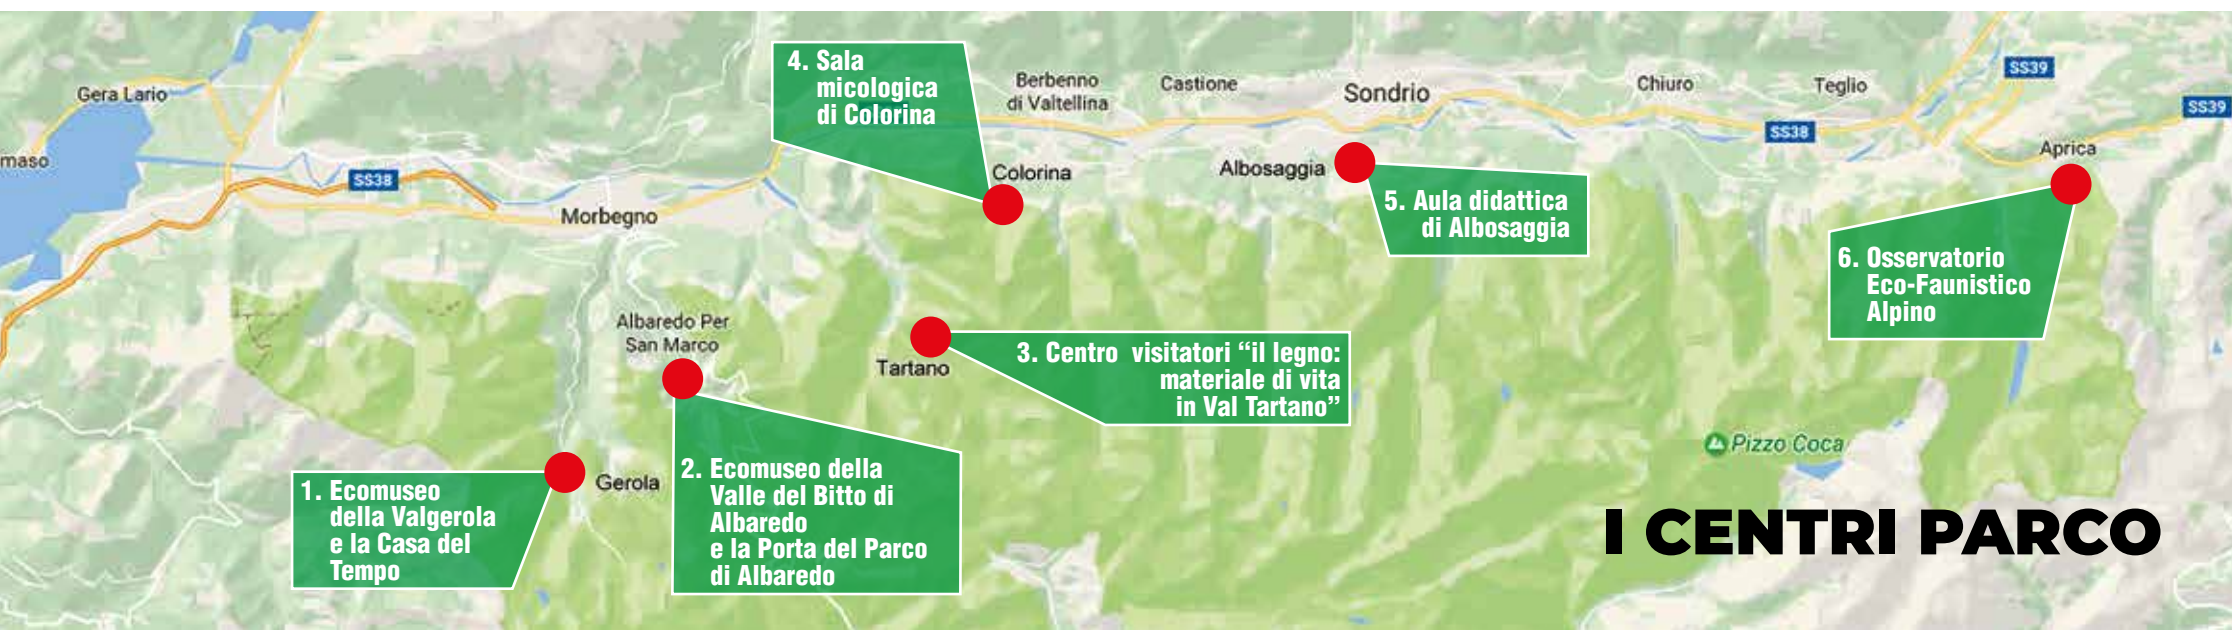 Gera Lario
maso
SS38
Morbegno
4. Sala
micologica
di Colorina
Berbenno
di Valtellina
Castione
Sondrio
Chiuro
Teglio
SS39
SS39
SS38
Aprica
Colorina
Albosaggia
5. Aula didattica
di Albosaggia
6. Osservatorio
Eco-Faunistico
Alpino
Albaredo Per
San Marco
Tartano
3. Centro visitatori “il legno:
materiale di vita
in Val Tartano”
Pizzo Coca
1. Ecomuseo
della Valgerola
e la Casa del
Tempo
Gerola
2. Ecomuseo della
Valle del Bitto di
Albaredo
e la Porta del Parco
di Albaredo
I CENTRI PARCO